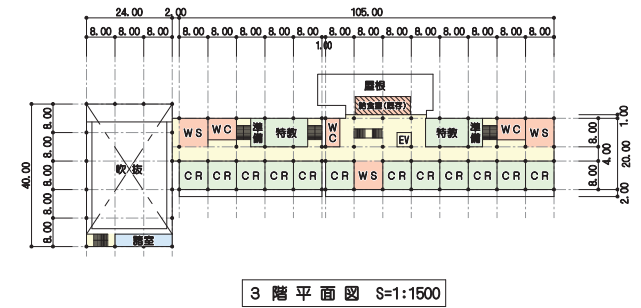 24.00 2.00 105.00
8.00 8.00 8.00 8.00 8.00 8.00 8.00 8.00 8.00 8.00 8.00 8.00 8.00 8.00 8.00 8.00
1.00
屋根
給食室(既存)
WS WC 準備 特教 WC EV 特教 準備 WC WS
CR CR CR CR CR CR WS CR CR CR CR CR CR
吹抜
諸室
40.00
8.00 8.00 8.00 8.00 8.00
8.00 4.00 8.00
1.00 20.00 2.00
3階平面図 S=1:1500